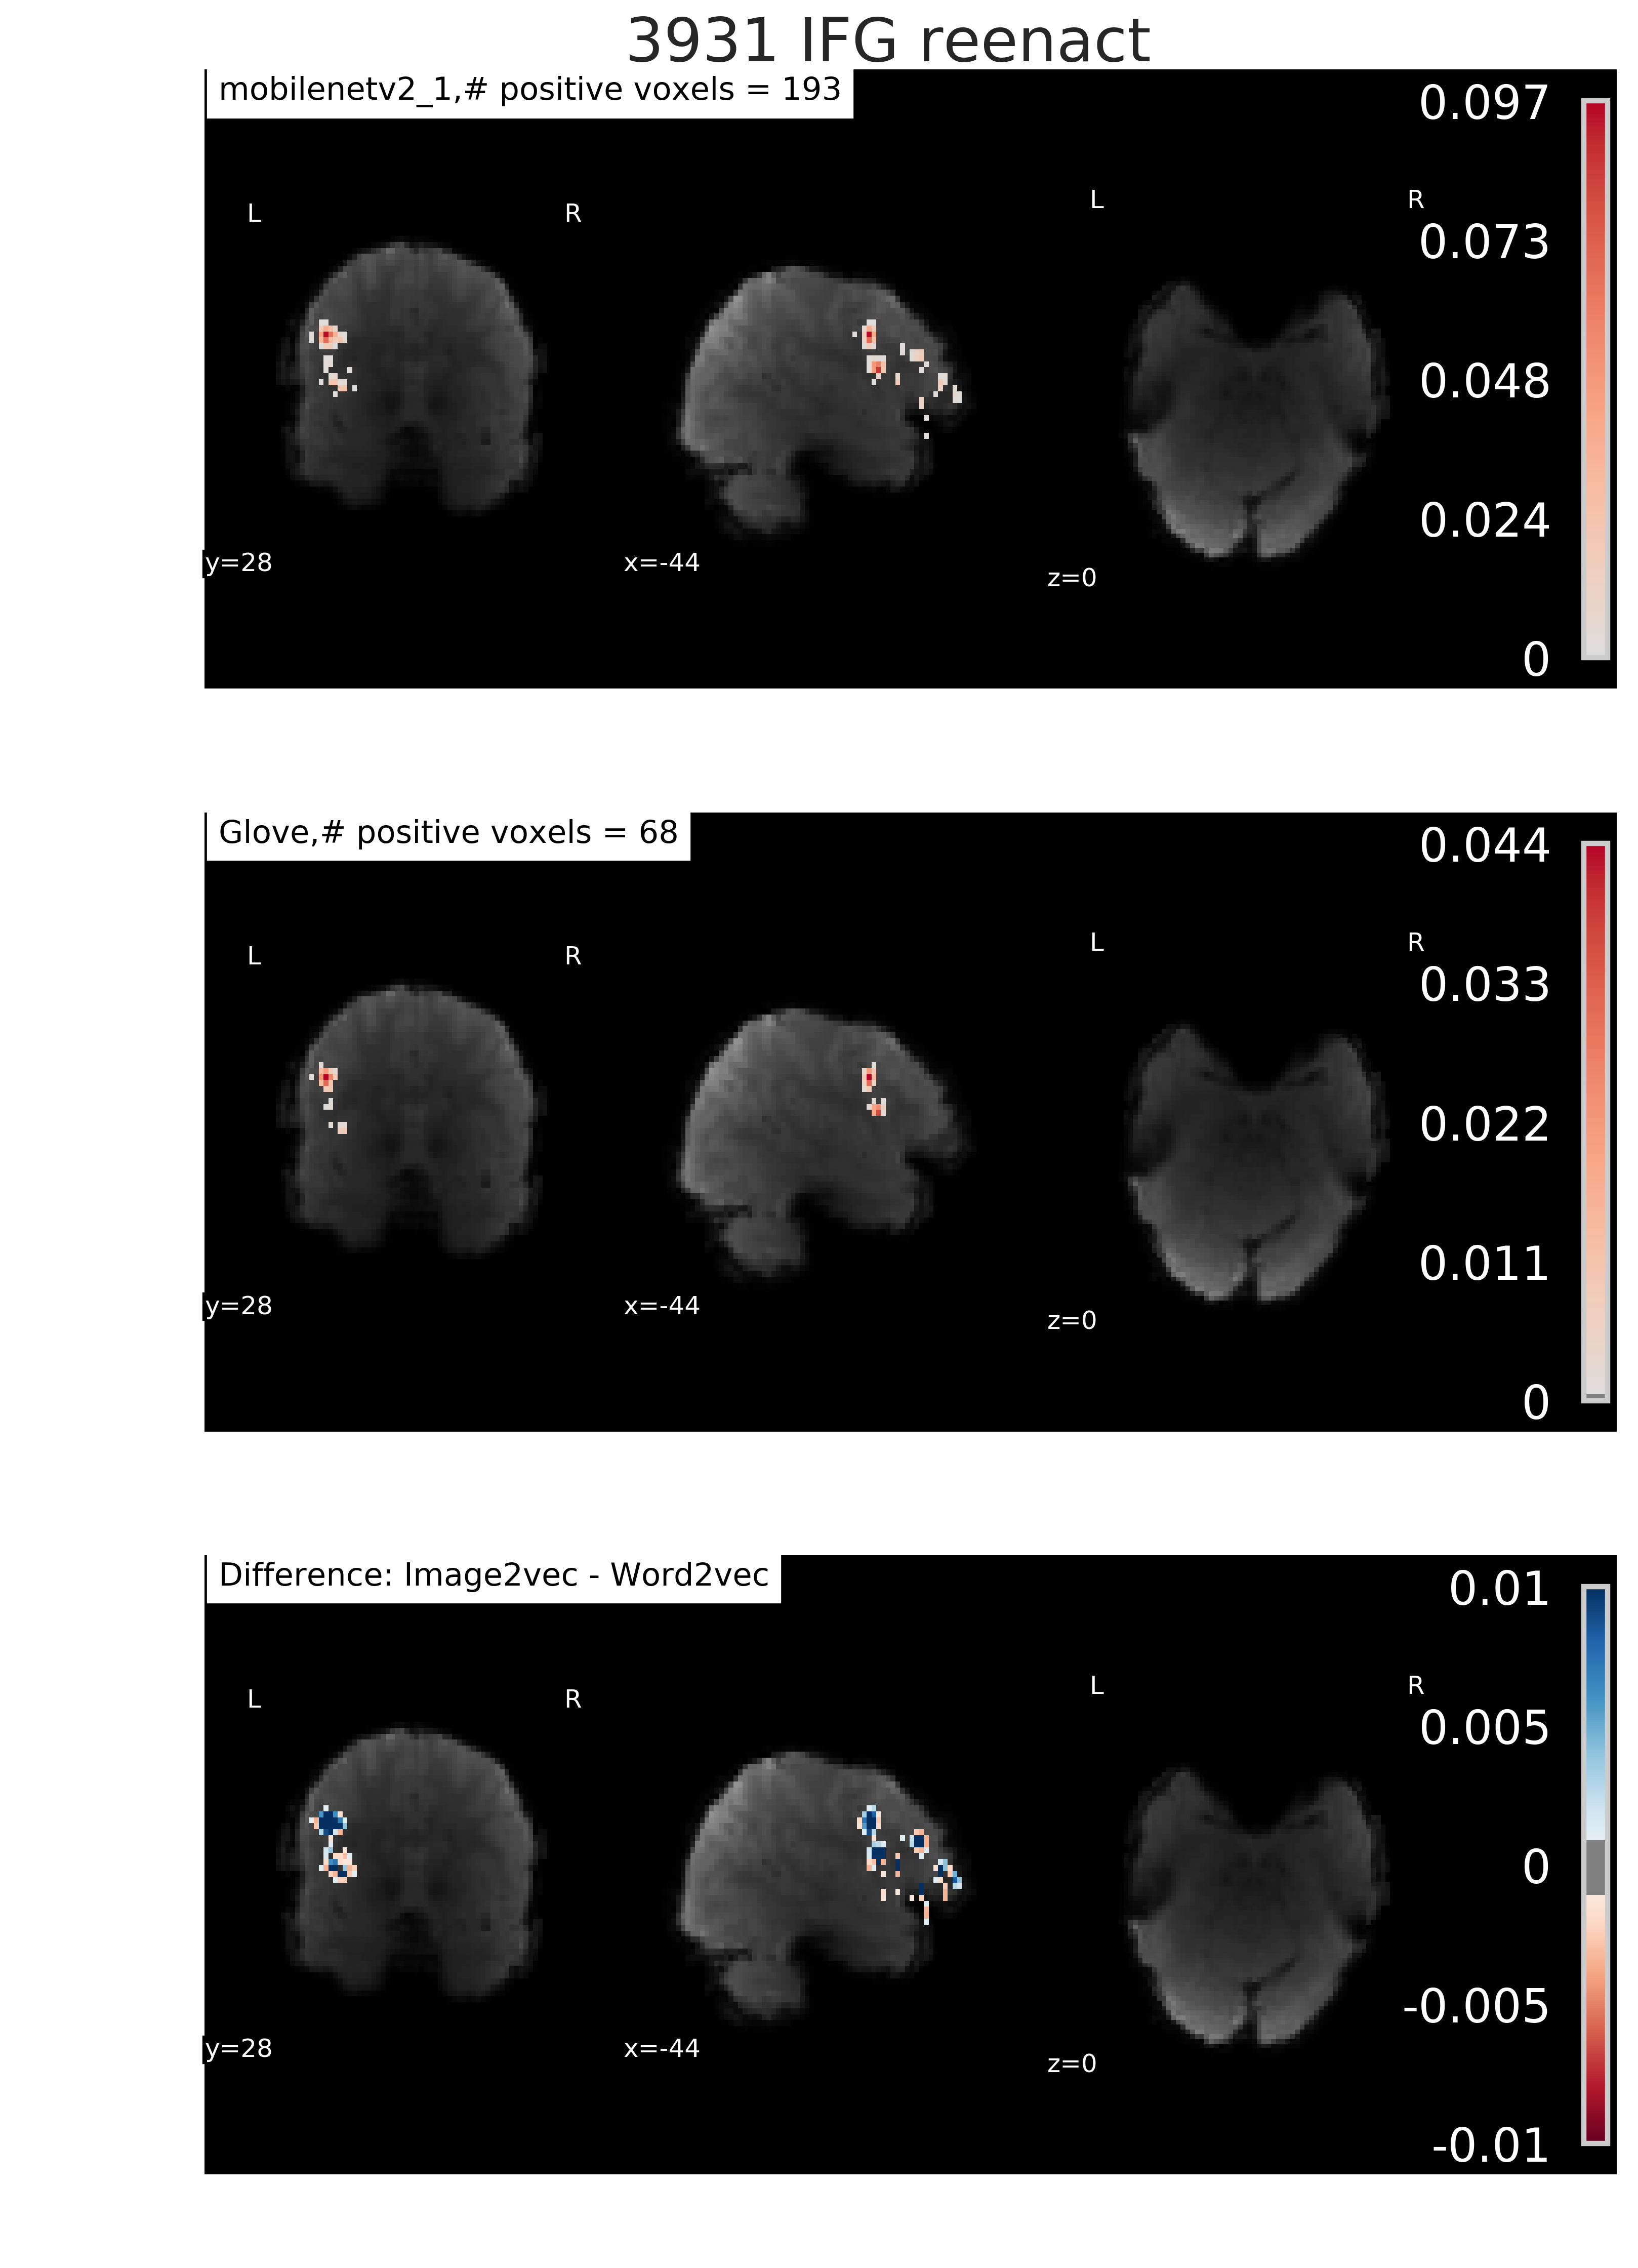 3931 IFG reenact
mobilenetv2_1,# positive voxels = 193
0.097
L R L R
0.073
0.048
0.024
y=28 x=-44 z=0
0
Glove,# positive voxels = 68
0.044
L R L R
0.033
0.022
0.011
y=28 x=-44 z=0
0
Difference: Image2vec - Word2vec
0.01
L R L R
0.005
0
-0.005
y=28 x=-44 z=0
-0.01